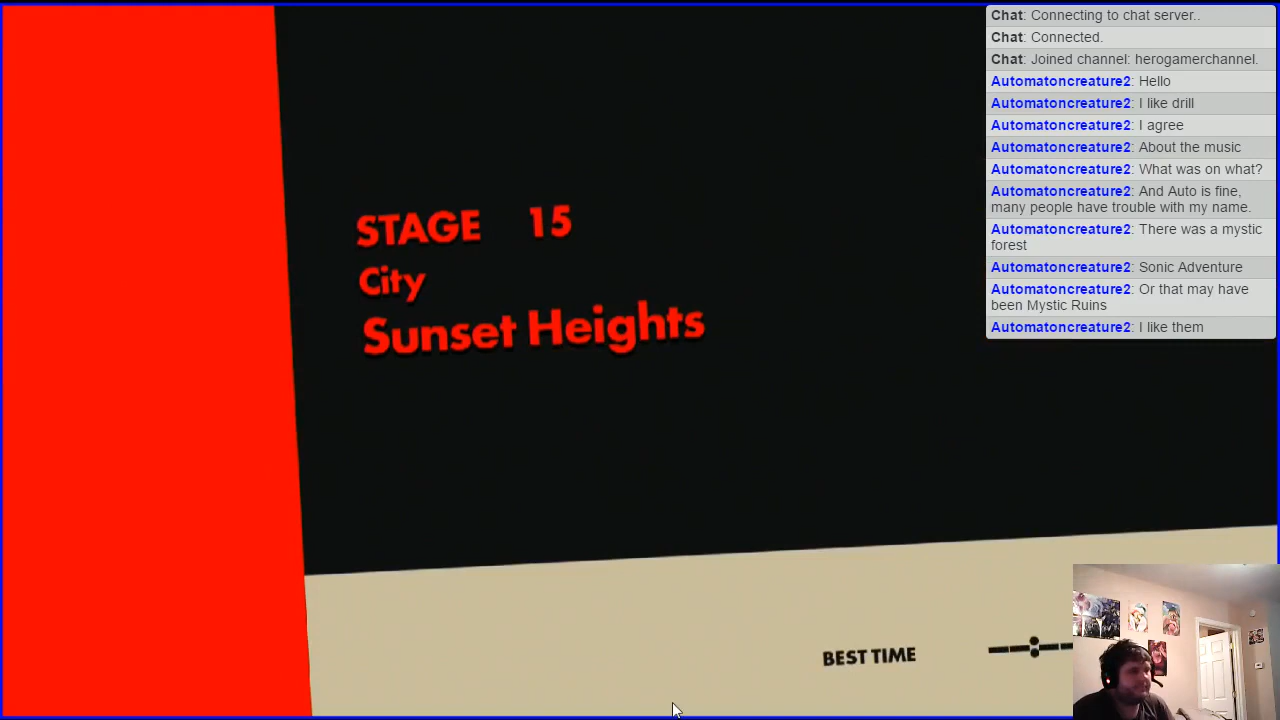 STAGE 15
City
Sunset Heights
BEST TIME
Chat: Connecting to chat server..
Chat: Connected.
Chat: Joined channel: herogamerchannel.
Automatoncreature2: Hello
Automatoncreature2: I like drill
Automatoncreature2: I agree
Automatoncreature2: About the music
Automatoncreature2: What was on what?
Automatoncreature2: And Auto is fine,
many people have trouble with my name.
Automatoncreature2: There was a mystic
forest
Automatoncreature2: Sonic Adventure
Automatoncreature2: Or that may have
been Mystic Ruins
Automatoncreature2: I like them